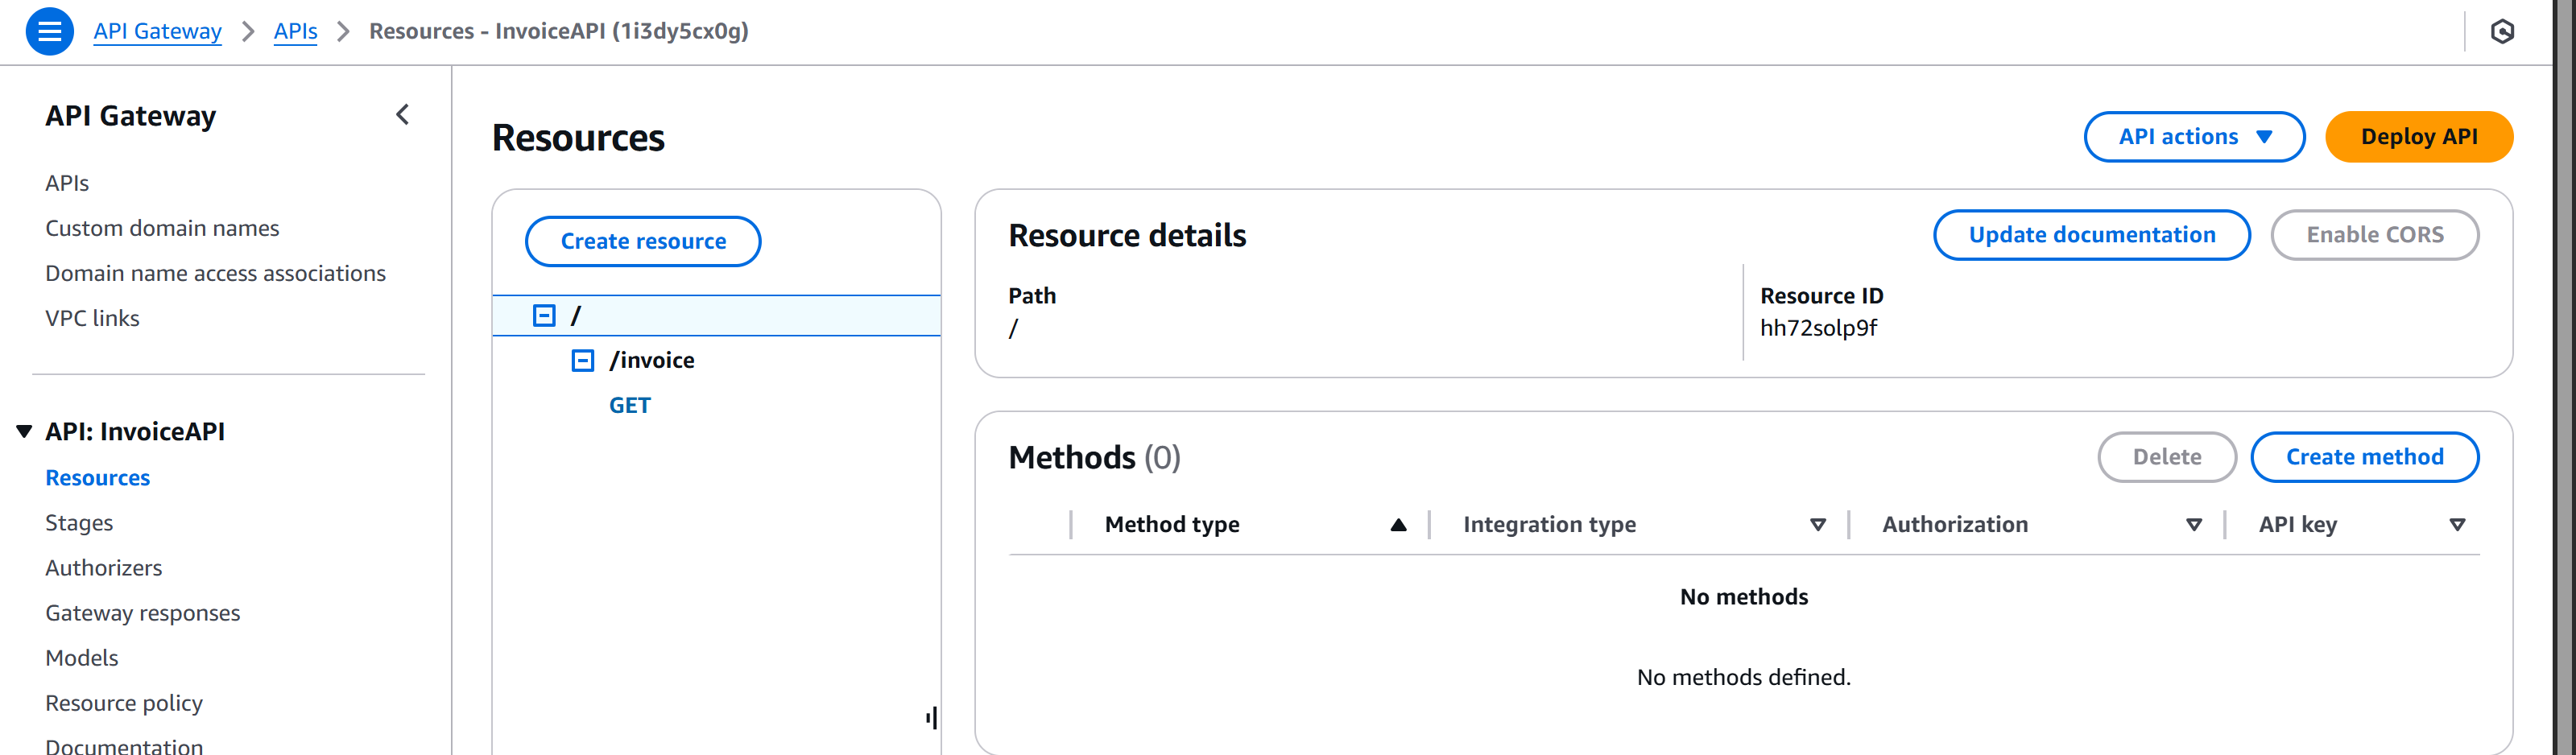 API Gateway > APIs > Resources - InvoiceAPI (1i3dy5cx0g)
API Gateway
APIs
Custom domain names
Domain name access associations
VPC links
API: InvoiceAPI
Resources
Stages
Authorizers
Gateway responses
Models
Resource policy
Documentation
Resources
API actions
Deploy API
Create resource
/
/invoice
GET
Resource details
Update documentation
Enable CORS
Path
/
Resource ID
hh72solp9f
Methods (0)
Delete
Create method
Method type
Integration type
Authorization
API key
No methods
No methods defined.